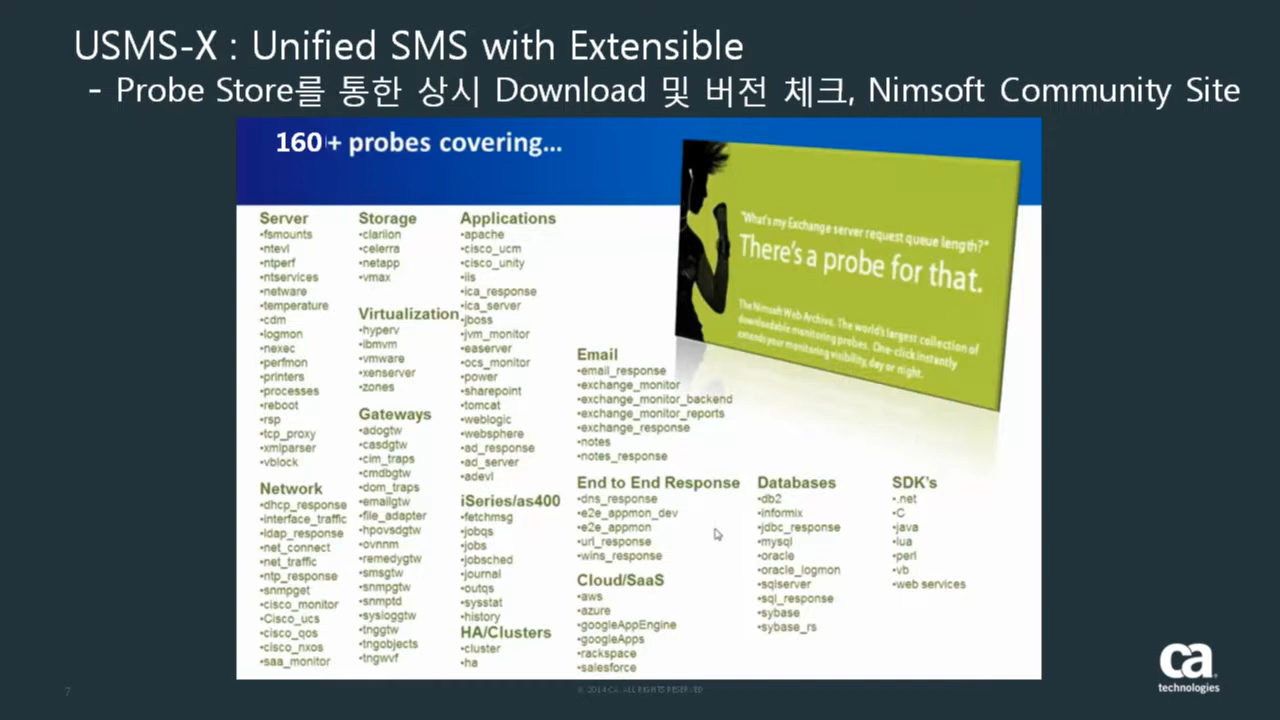 USMS-X : Unified SMS with Extensible
- Probe Store를 통한 상시 Download 및 버전 체크, Nimsoft Community Site
160+ probes covering...
"What's my Exchange server request queue length?"
There's a probe for that.
The Nimsoft Web Archive. The world's largest collection of
downloadable monitoring probes. One-click instantly
extends your monitoring visibility, day or night.
Server
•fsmounts
•ntevl
•ntperf
•ntservices
•netware
•temperature
•cdm
•logmon
•nexec
•perfmon
•printers
•processes
•reboot
•rsp
•tcp_proxy
•xmlparser
•vblock
Network
•dhcp_response
•interface_traffic
•ldap_response
•net_connect
•net_traffic
•ntp_response
•snmpget
•cisco_monitor
•Cisco_ucs
•cisco_qos
•cisco_nxos
•saa_monitor
Storage
•clariion
•celerra
•netapp
•vmax
Virtualization
•hyperv
•ibmvm
•vmware
•xenserver
•zones
Gateways
•adogtw
•casdgtw
•cim_traps
•cmdbgtw
•dom_traps
•emailgtw
•file_adapter
•hpovsdgtw
•ovnnm
•remedygtw
•smsgtw
•snmpgtw
•snmptd
•sysloggtw
•tnggtw
•tngobjects
•tngwvf
Applications
•apache
•cisco_ucm
•cisco_unity
•iis
•ica_response
•ica_server
•jboss
•jvm_monitor
•easerver
•ocs_monitor
•power
•sharepoint
•tomcat
•weblogic
•websphere
•ad_response
•ad_server
•adevl
iSeries/as400
•fetchmsg
•jobqs
•jobs
•jobsched
•journal
•outqs
•sysstat
•history
HA/Clusters
•cluster
•ha
Email
•email_response
•exchange_monitor
•exchange_monitor_backend
•exchange_monitor_reports
•exchange_response
•notes
•notes_response
End to End Response
•dns_response
•e2e_appmon_dev
•e2e_appmon
•url_response
•wins_response
Cloud/SaaS
•aws
•azure
•googleAppEngine
•googleApps
•rackspace
•salesforce
Databases
•db2
•informix
•jdbc_response
•mysql
•oracle
•oracle_logmon
•sqlserver
•sql_response
•sybase
•sybase_rs
SDK's
•.net
•C
•java
•lua
•perl
•vb
•web services
7
© 2014 CA. ALL RIGHTS RESERVED.
ca
technologies